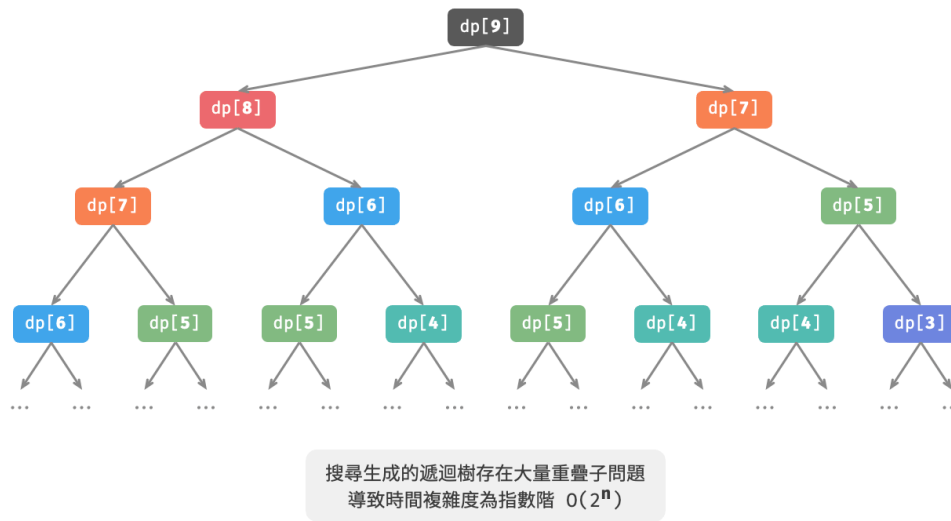 dp[9]
dp[8] dp[7]
dp[7] dp[6] dp[6] dp[5]
dp[6] dp[5] dp[5] dp[4] dp[5] dp[4] dp[4] dp[3]
... ... ... ... ... ... ... ... ... ... ... ... ... ... ... ...
搜尋生成的遞迴樹存在大量重疊子問題
導致時間複雜度為指數階 O(2ⁿ)